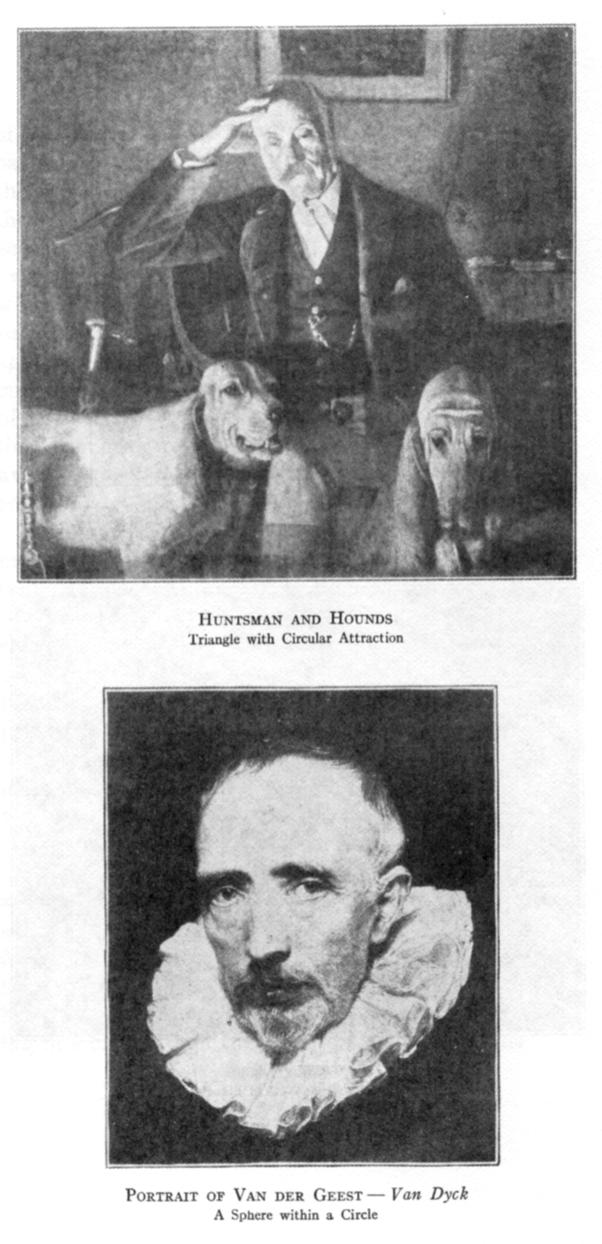 HUNTSMAN AND HOUNDS
Triangle with Circular Attraction
PORTRAIT OF VAN DER GEEST — Van Dyck
A Sphere within a Circle